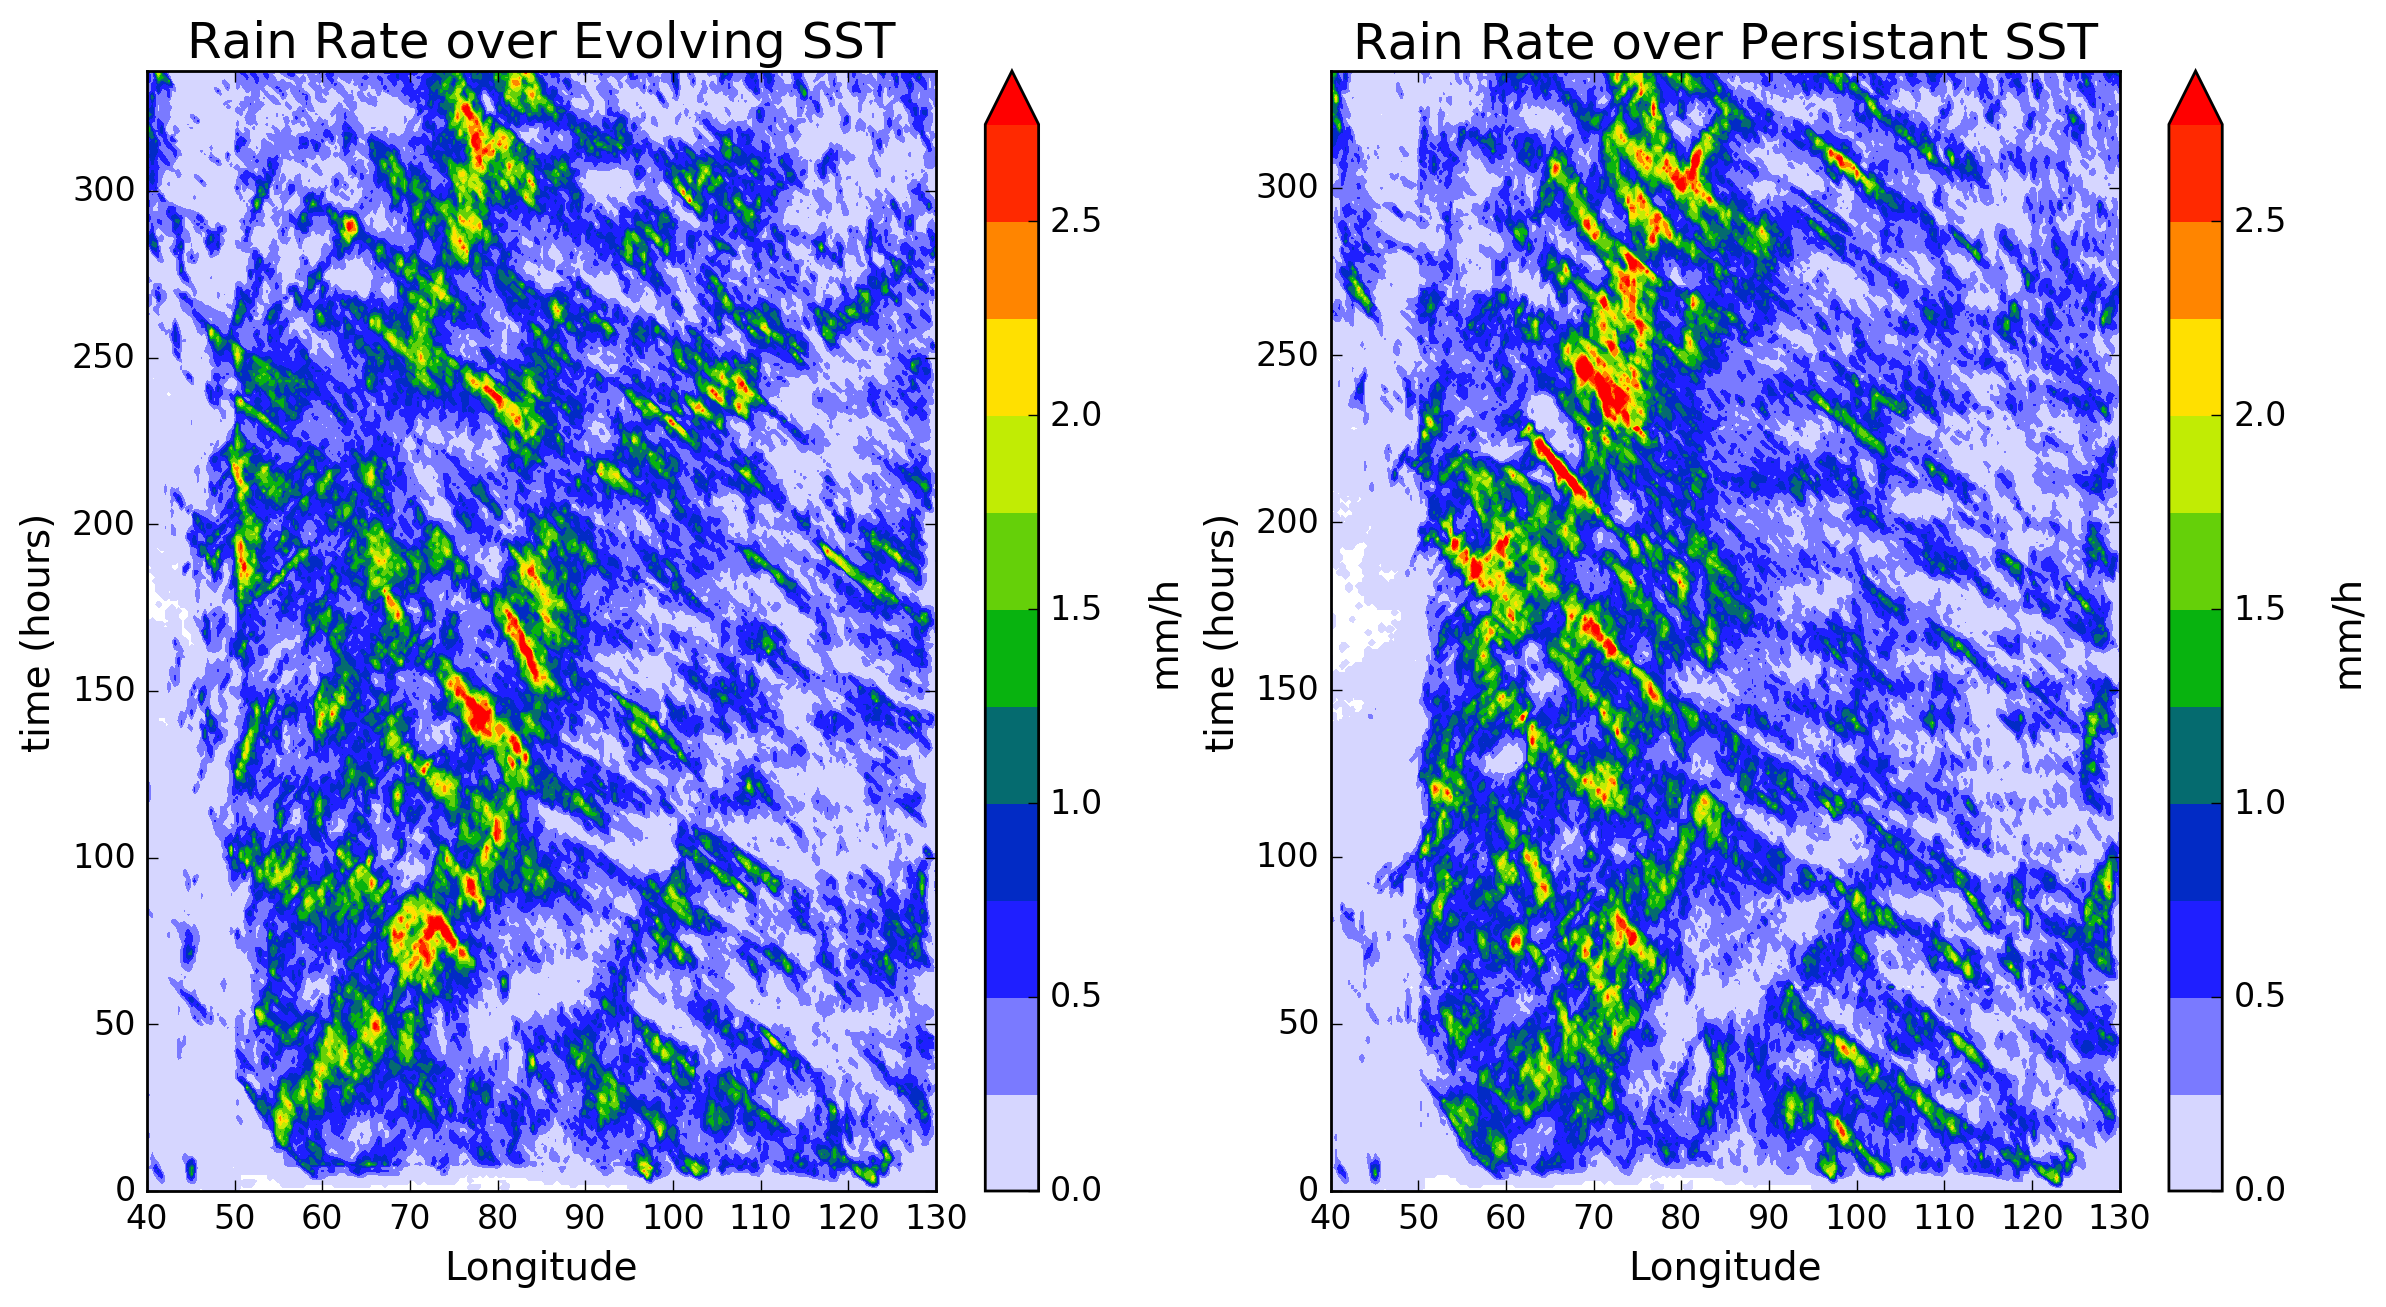 Rain Rate over Evolving SST
300
250
200
150
100
50
0
time (hours)
40 50 60 70 80 90 100 110 120 130
Longitude
2.5
2.0
1.5
1.0
0.5
0.0
mm/h
Rain Rate over Persistant SST
300
250
200
150
100
50
0
time (hours)
40 50 60 70 80 90 100 110 120 130
Longitude
2.5
2.0
1.5
1.0
0.5
0.0
mm/h